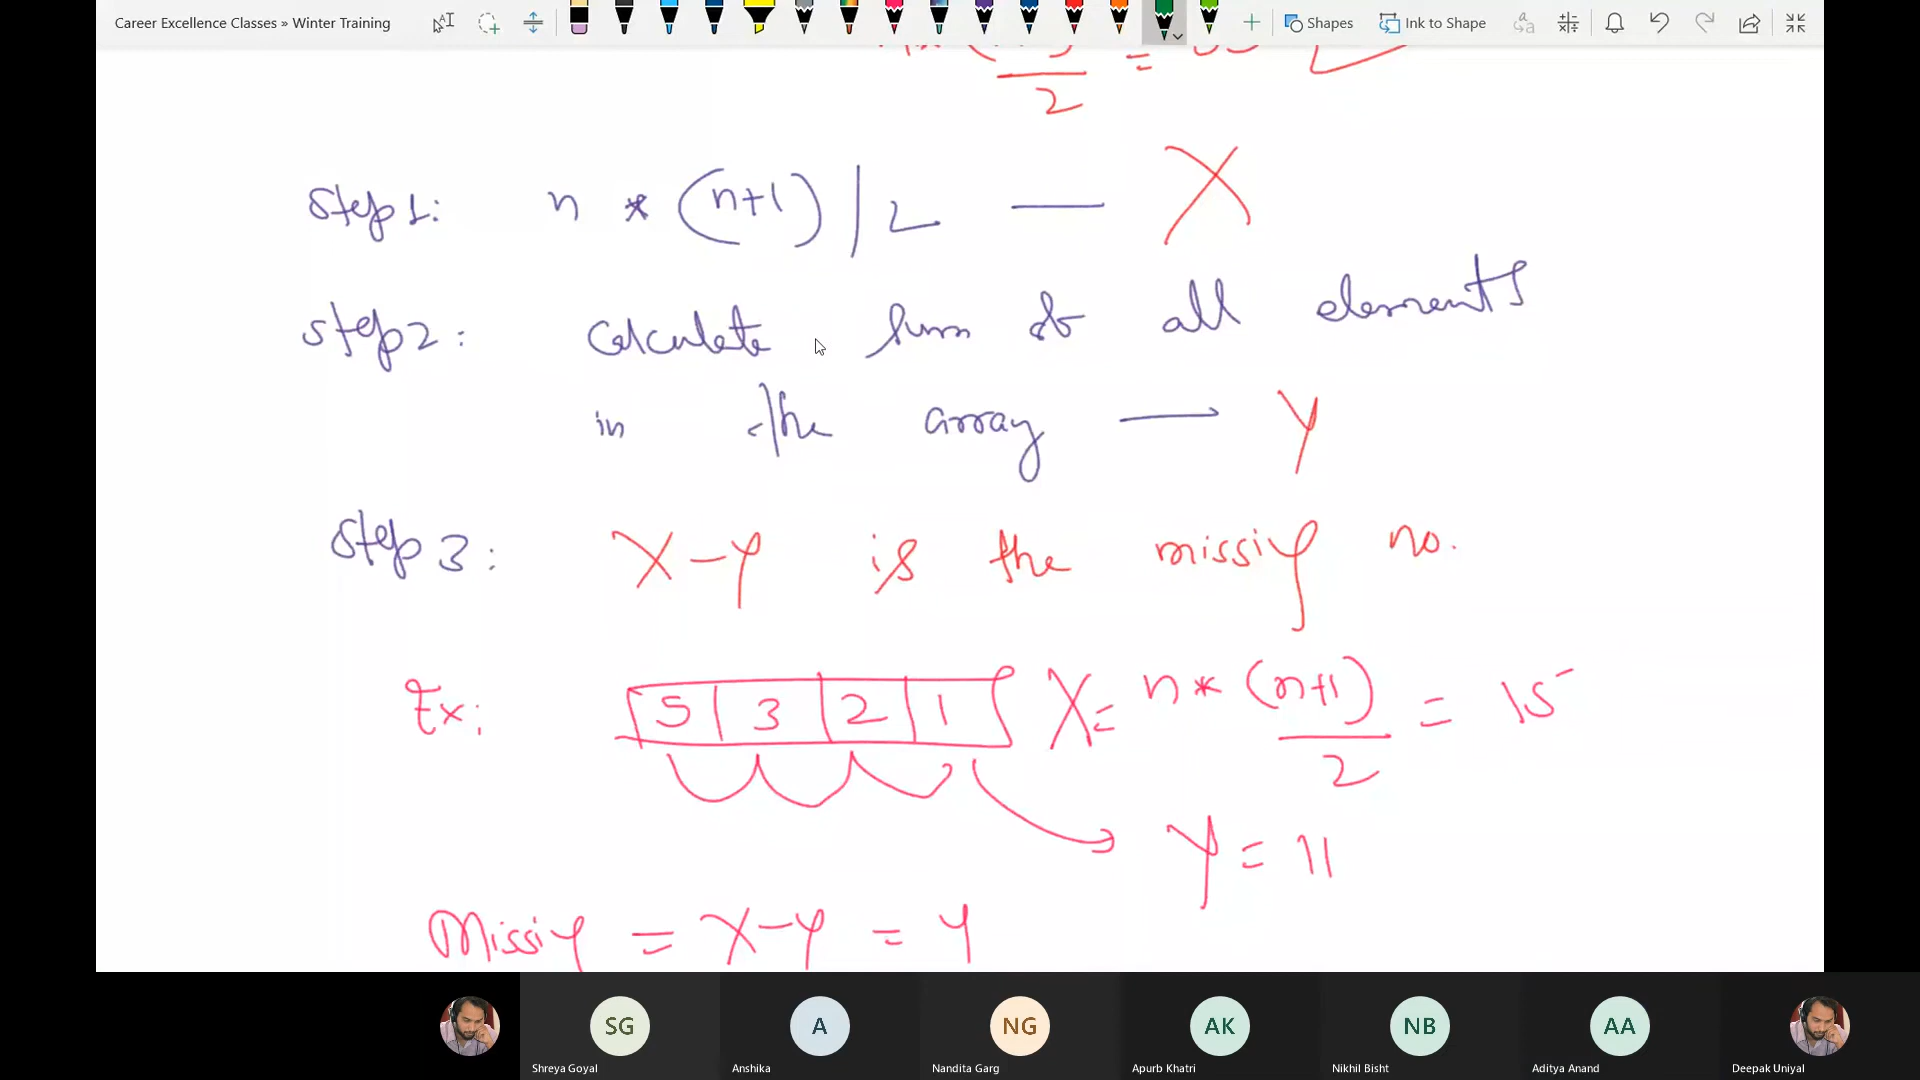 Career Excellence Classes » Winter Training
Shapes
Ink to Shape
2
Step 1: n * (n+1) / 2 — X
Step 2: Calculate sum of all elements
in the array → Y
Step 3: X-Y is the missing no.
Ex: 5 3 2 1 X = n * (n+1) / 2 = 15
Y = 11
Missing = X-Y = 4
SG A NG AK NB AA
Shreya Goyal Anshika Nandita Garg Apurb Khatri Nikhil Bisht Aditya Anand Deepak Uniyal